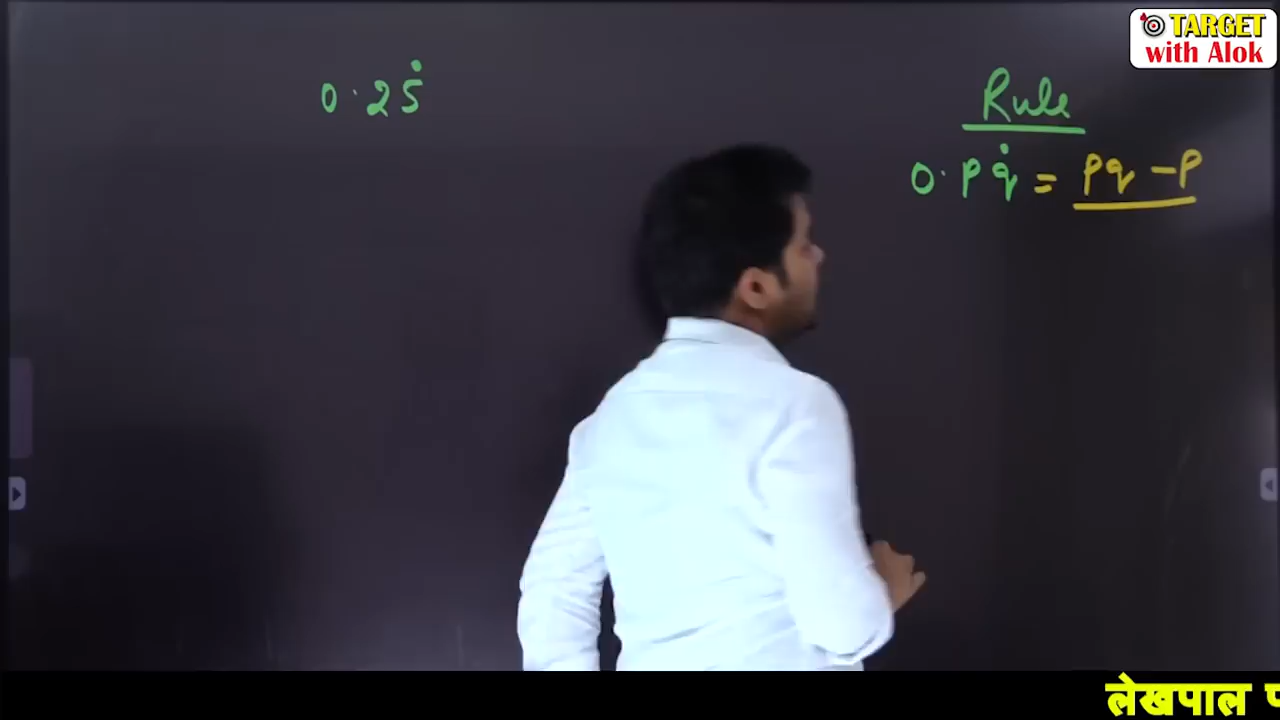 TARGET
with Alok
0.25̇
Rule
0.pq̇ = pq - p
लेखपाल